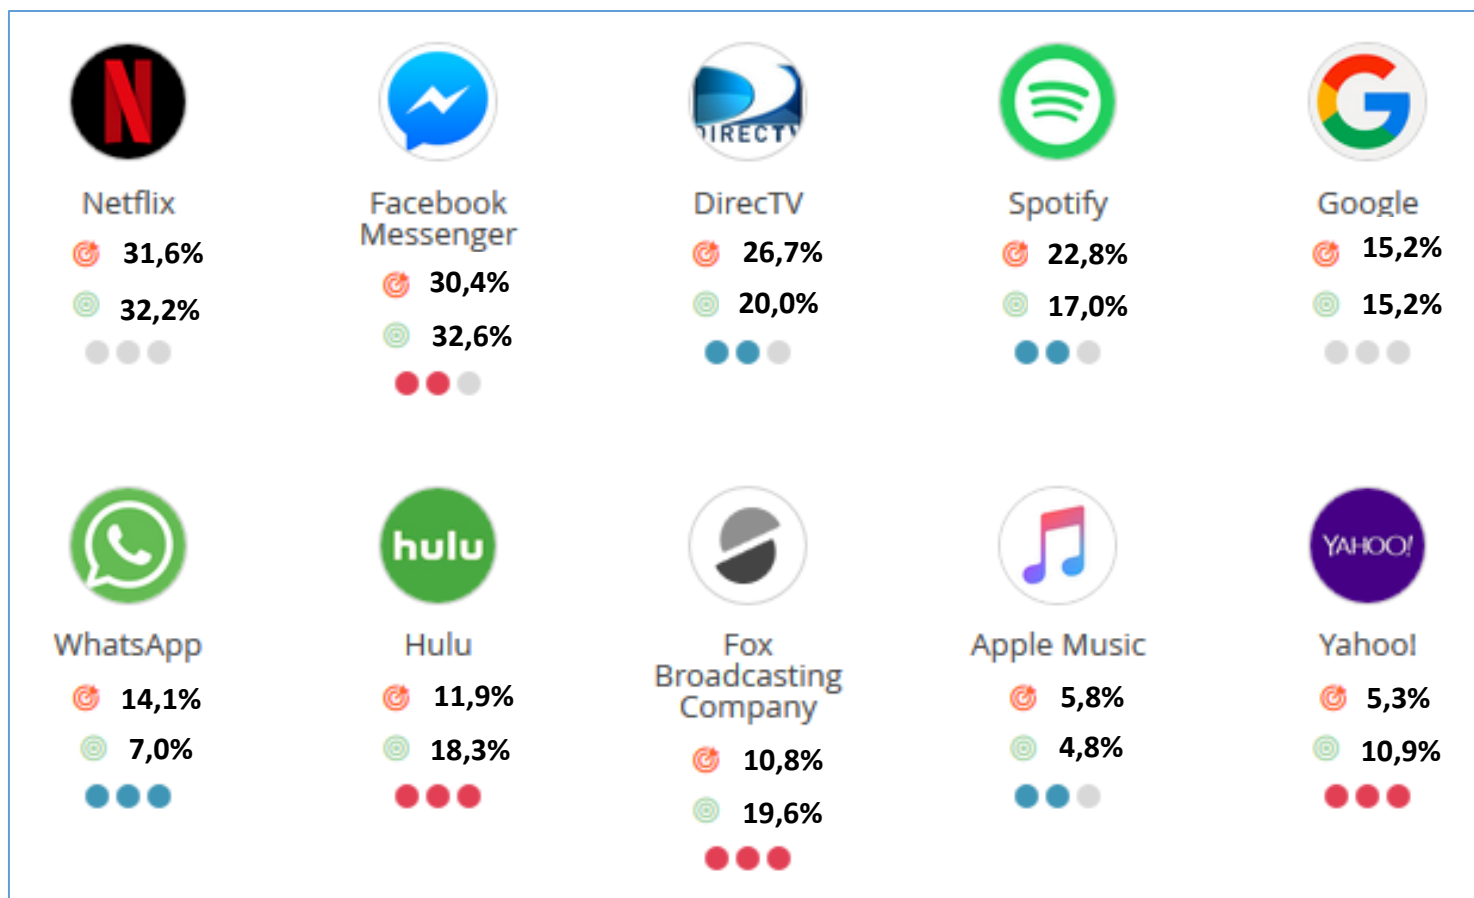 N
DIRECTV
G
Netflix
Facebook
Messenger
DirecTV
Spotify
Google
31,6%
30,4%
26,7%
22,8%
15,2%
32,2%
32,6%
20,0%
17,0%
15,2%
hulu
YAHOO!
WhatsApp
Hulu
Fox
Broadcasting
Company
Apple Music
Yahoo!
14,1%
11,9%
10,8%
5,8%
5,3%
7,0%
18,3%
19,6%
4,8%
10,9%